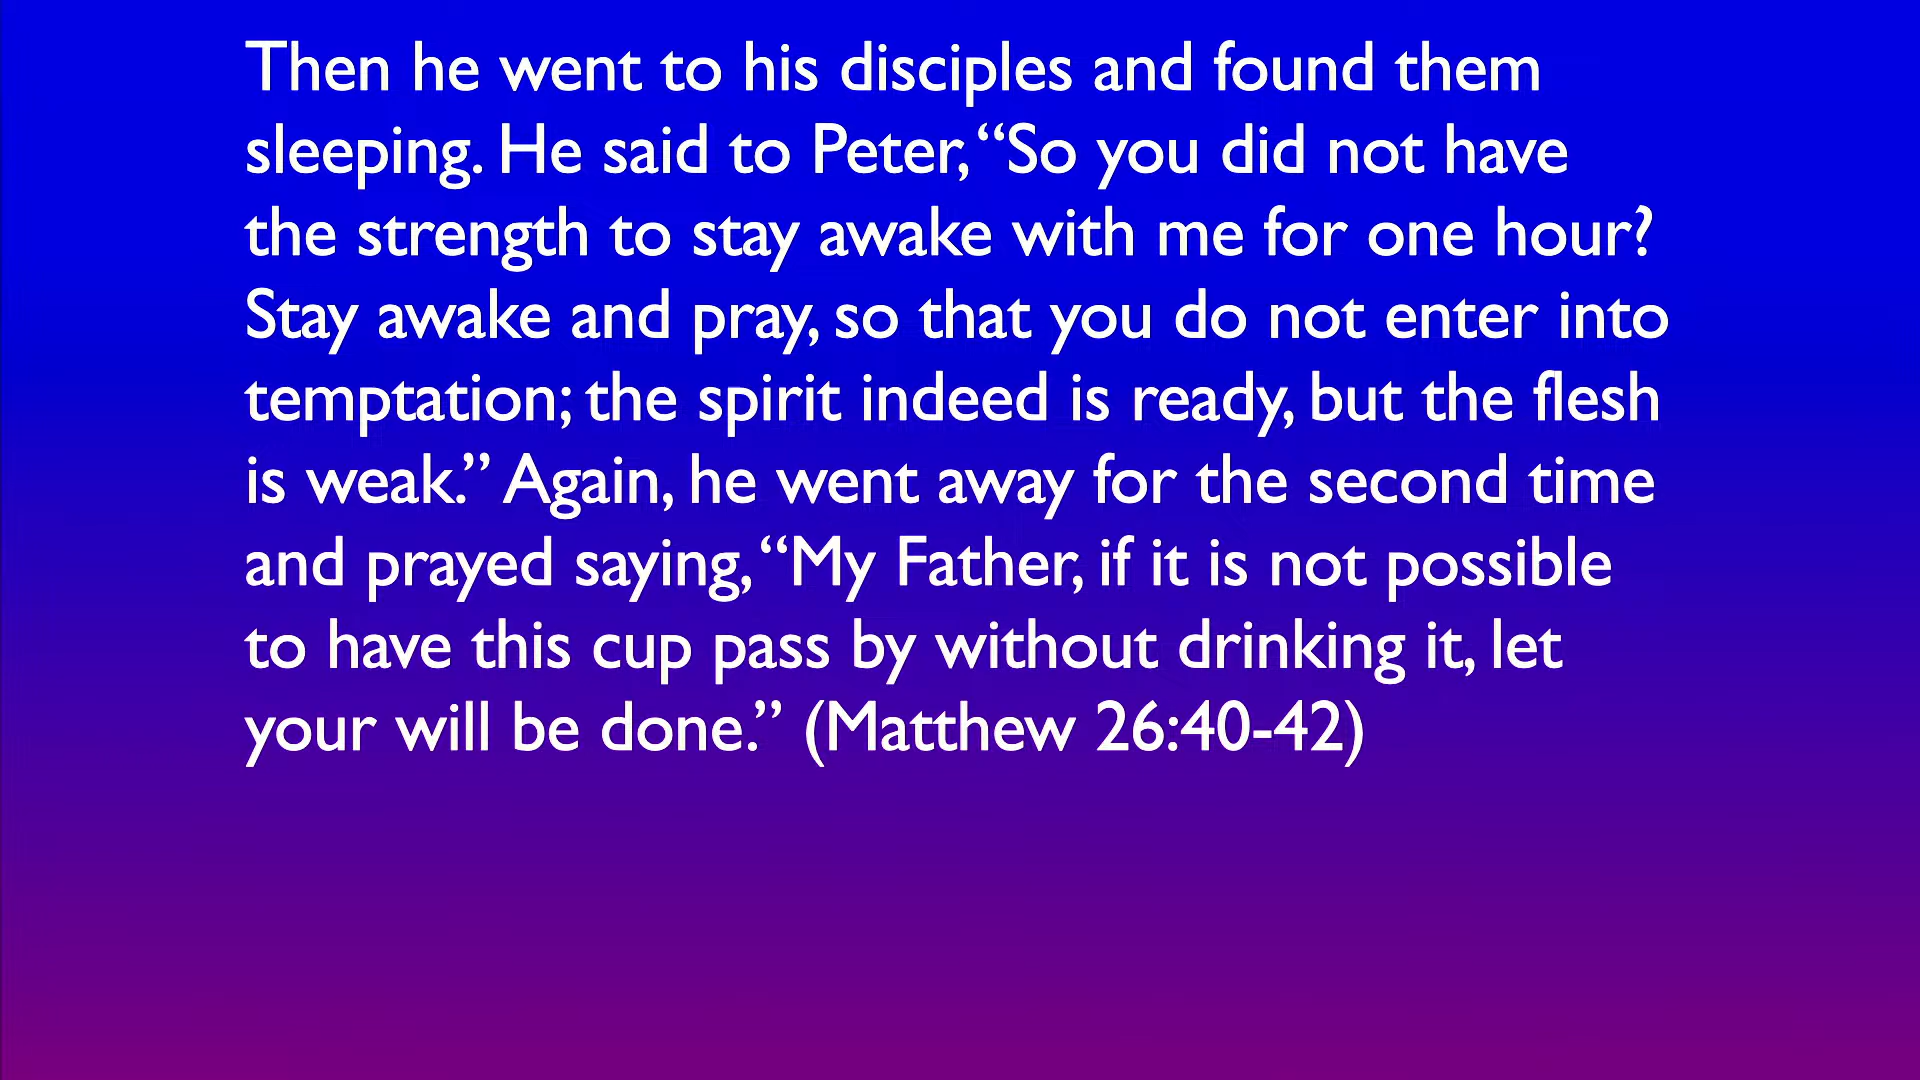 Then he went to his disciples and found them
sleeping. He said to Peter, “So you did not have
the strength to stay awake with me for one hour?
Stay awake and pray, so that you do not enter into
temptation; the spirit indeed is ready, but the flesh
is weak.” Again, he went away for the second time
and prayed saying, “My Father, if it is not possible
to have this cup pass by without drinking it, let
your will be done.” (Matthew 26:40-42)